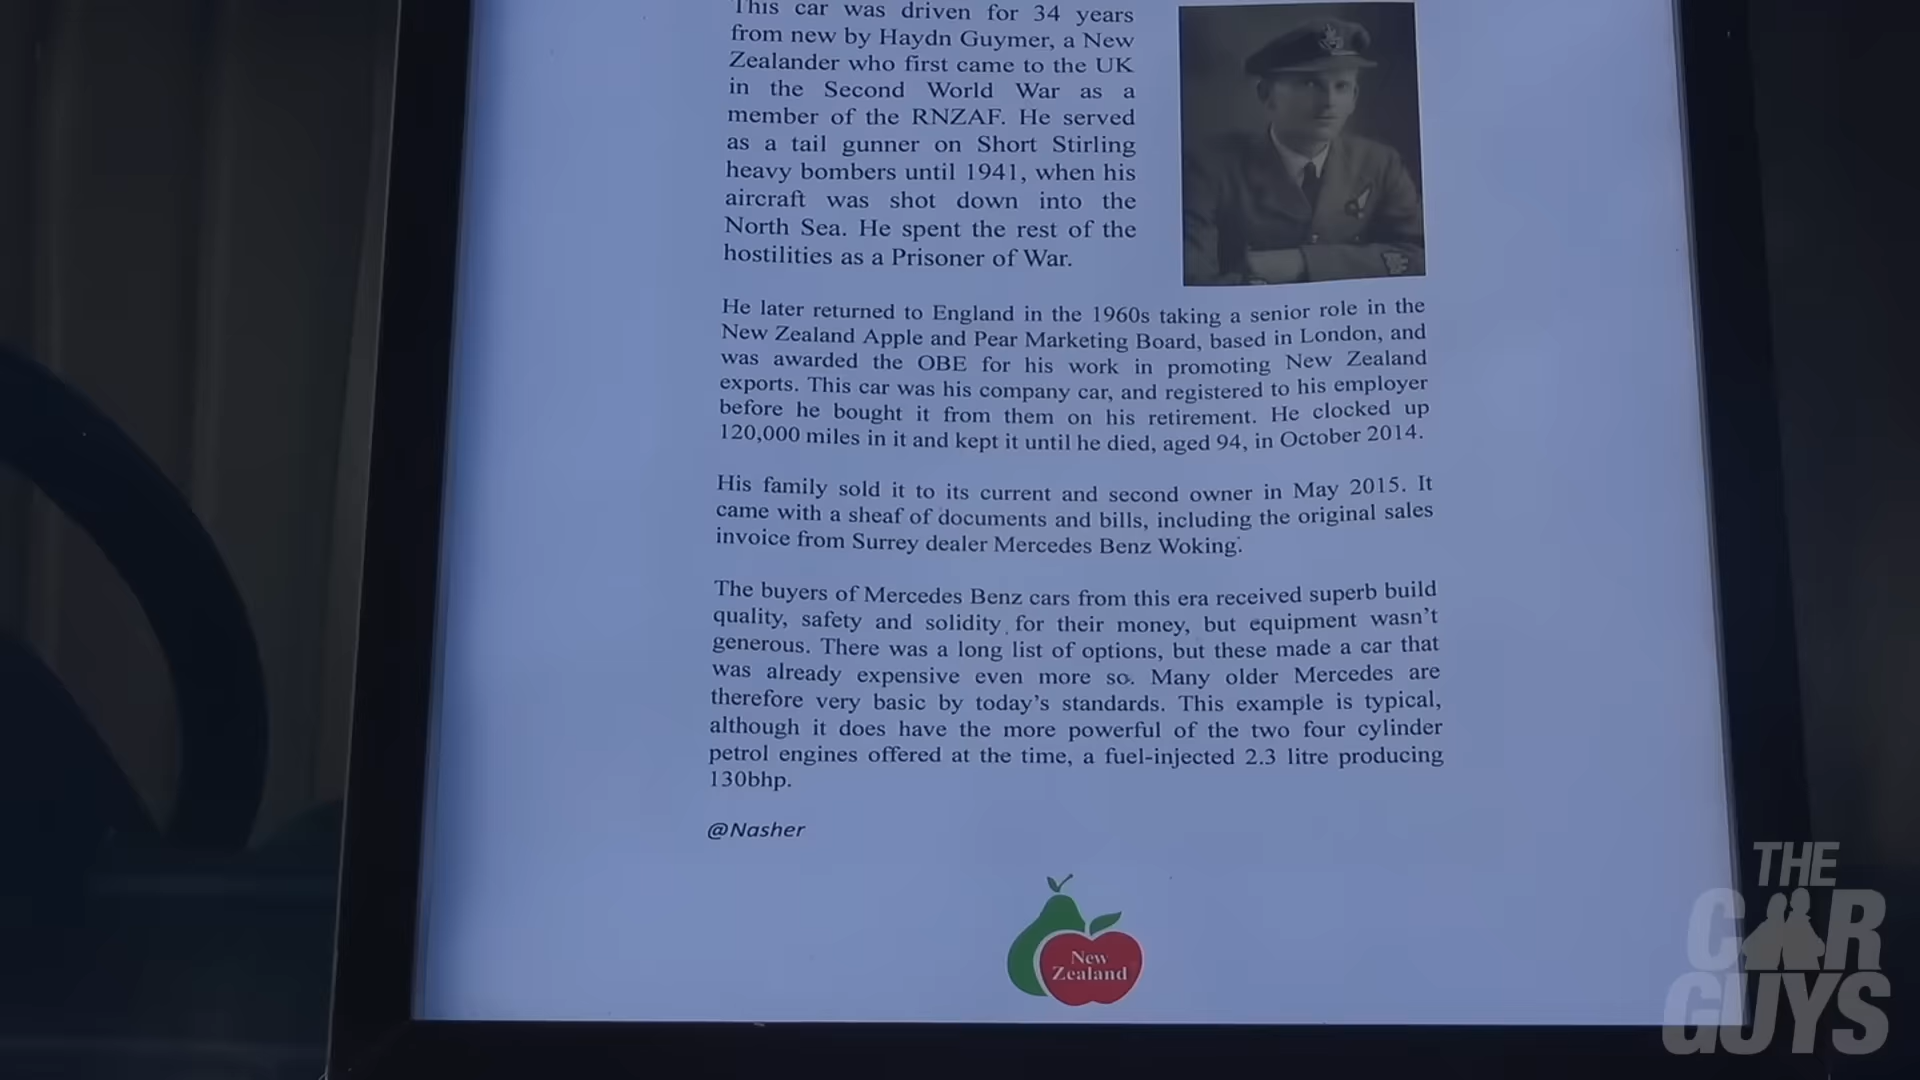 This car was driven for 34 years
from new by Haydn Guymer, a New
Zealander who first came to the UK
in the Second World War as a
member of the RNZAF. He served
as a tail gunner on Short Stirling
heavy bombers until 1941, when his
aircraft was shot down into the
North Sea. He spent the rest of the
hostilities as a Prisoner of War.
He later returned to England in the 1960s taking a senior role in the
New Zealand Apple and Pear Marketing Board, based in London, and
was awarded the OBE for his work in promoting New Zealand
exports. This car was his company car, and registered to his employer
before he bought it from them on his retirement. He clocked up
120,000 miles in it and kept it until he died, aged 94, in October 2014.
His family sold it to its current and second owner in May 2015. It
came with a sheaf of documents and bills, including the original sales
invoice from Surrey dealer Mercedes Benz Woking.
The buyers of Mercedes Benz cars from this era received superb build
quality, safety and solidity for their money, but equipment wasn't
generous. There was a long list of options, but these made a car that
was already expensive even more so. Many older Mercedes are
therefore very basic by today's standards. This example is typical,
although it does have the more powerful of the two four cylinder
petrol engines offered at the time, a fuel-injected 2.3 litre producing
130bhp.
@Nasher
New
Zealand
THE
CAR
GUYS